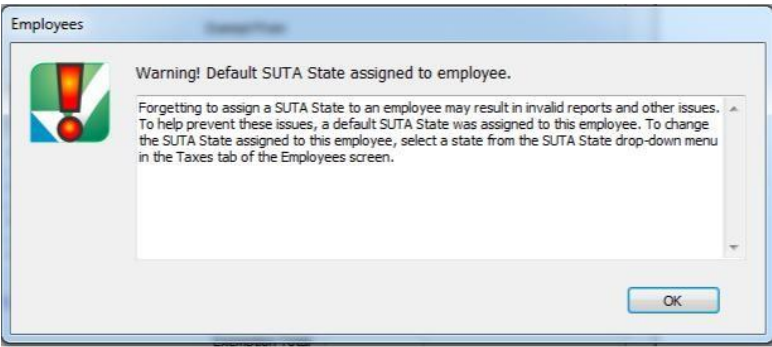 Employees
Warning! Default SUTA State assigned to employee.
Forgetting to assign a SUTA State to an employee may result in invalid reports and other issues.
To help prevent these issues, a default SUTA State was assigned to this employee. To change
the SUTA State assigned to this employee, select a state from the SUTA State drop-down menu
in the Taxes tab of the Employees screen.
OK